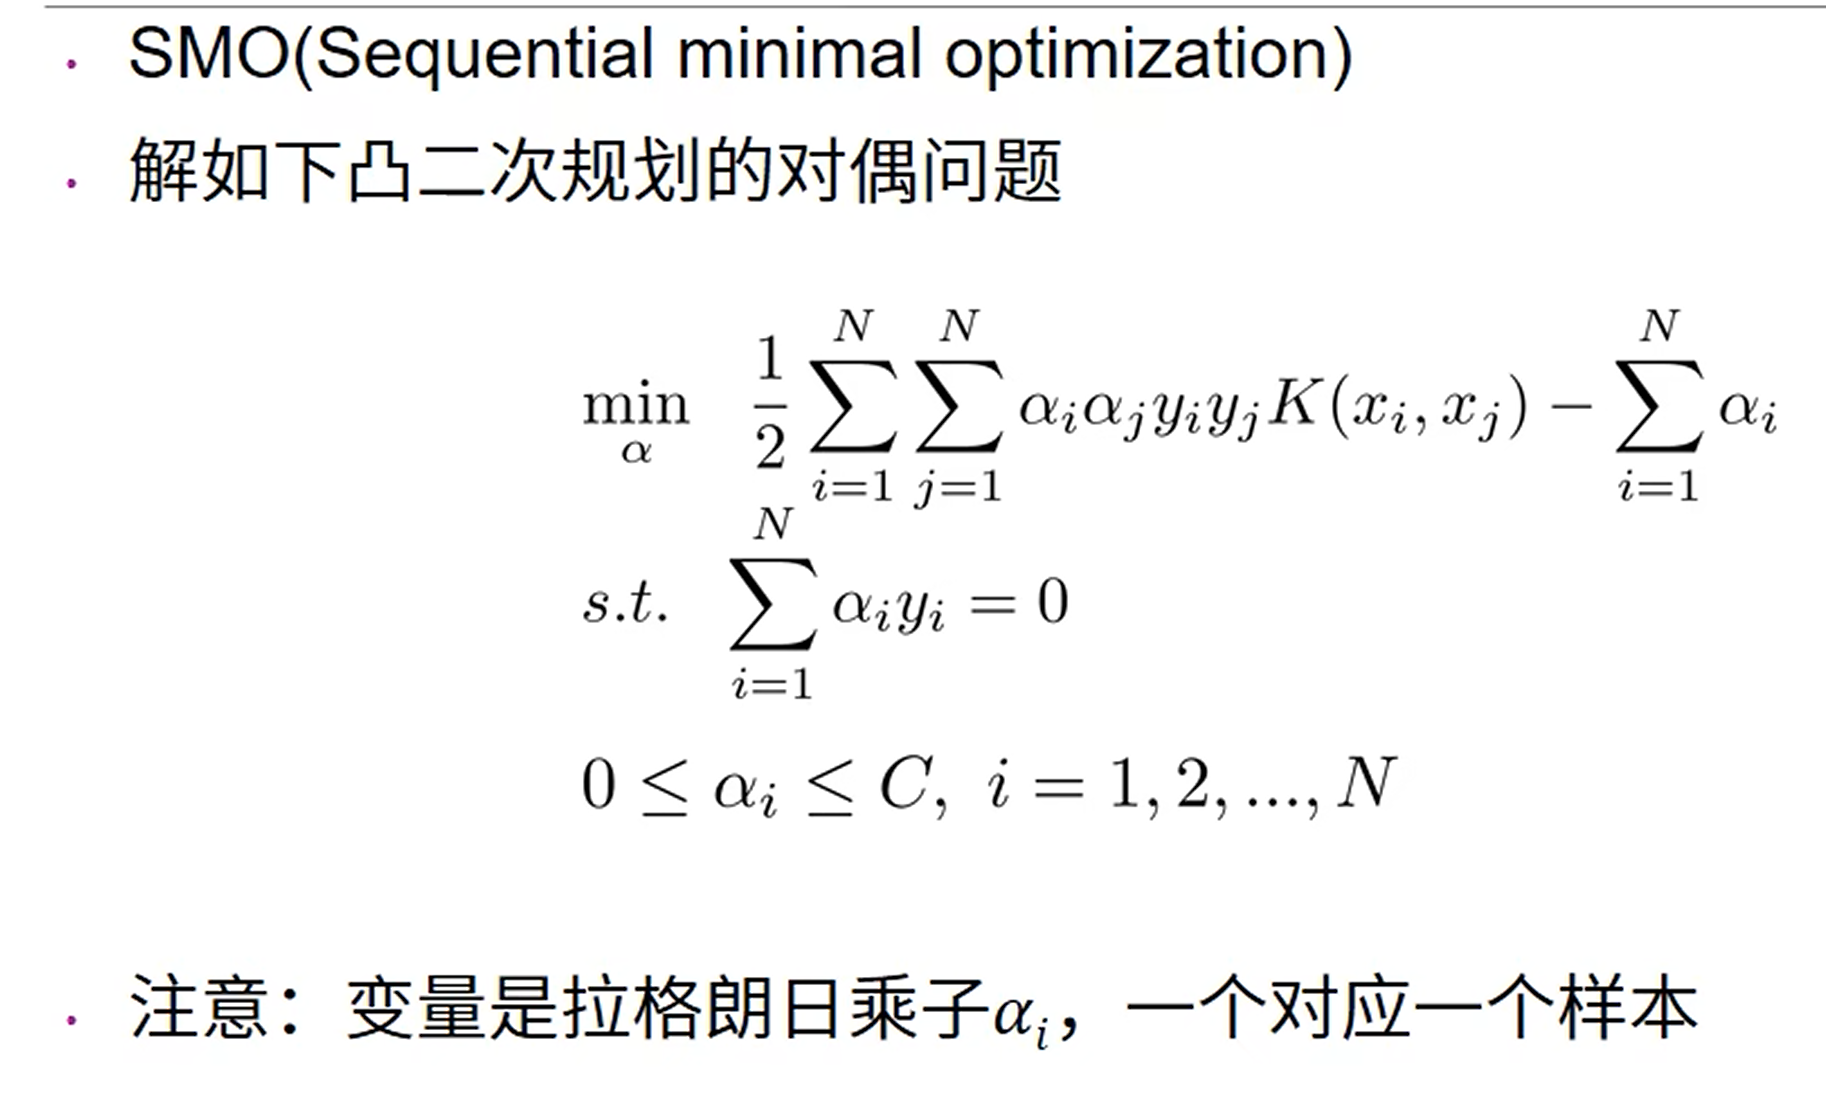 · SMO(Sequential minimal optimization)
· 解如下凸二次规划的对偶问题
$\min_{\alpha} \quad \frac{1}{2} \sum_{i=1}^{N} \sum_{j=1}^{N} \alpha_i \alpha_j y_i y_j K(x_i, x_j) - \sum_{i=1}^{N} \alpha_i$
$s.t. \quad \sum_{i=1}^{N} \alpha_i y_i = 0$
$0 \leq \alpha_i \leq C, \ i = 1, 2, ..., N$
· 注意：变量是拉格朗日乘子$\alpha_i$，一个对应一个样本